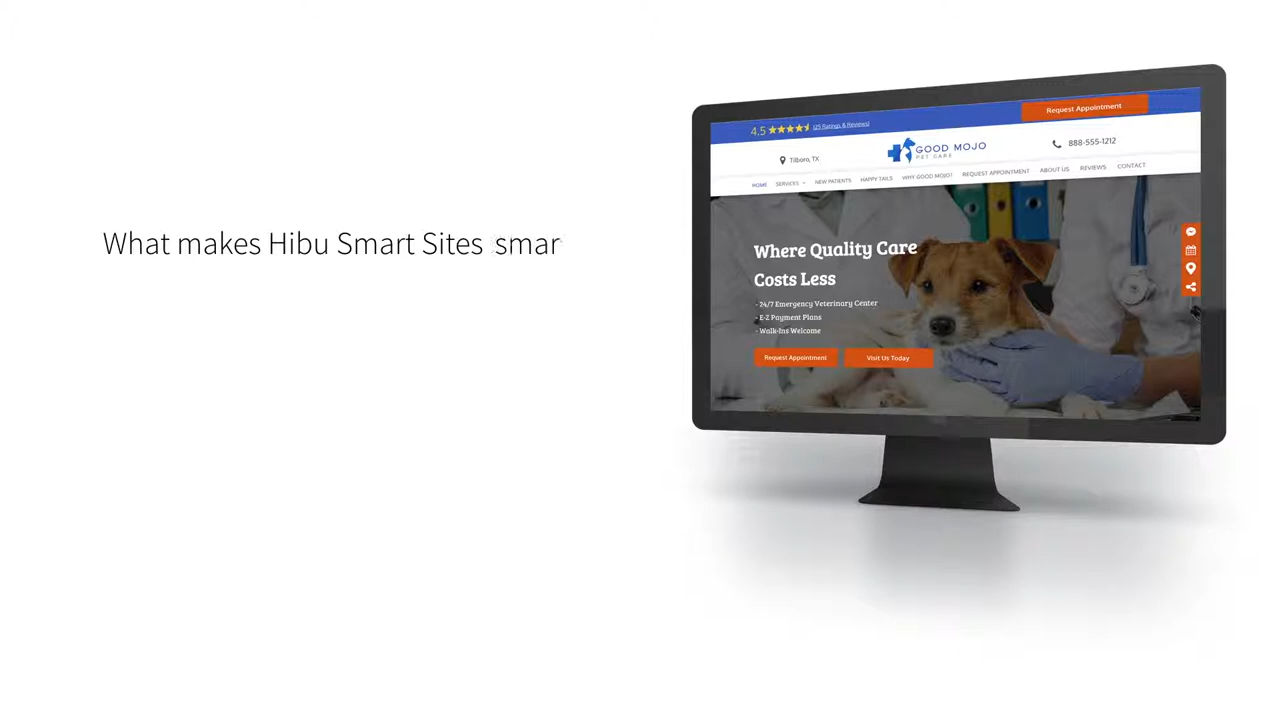 What makes Hibu Smart Sites smar
4.5 (25 Ratings & Reviews)
Request Appointment
Tilboro, TX
GOOD MOJO
PET CARE
888-555-1212
HOME SERVICES NEW PATIENTS HAPPY TAILS WHY GOOD MOJO? REQUEST APPOINTMENT ABOUT US REVIEWS CONTACT
Where Quality Care
Costs Less
- 24/7 Emergency Veterinary Center
- E-Z Payment Plans
- Walk-Ins Welcome
Request Appointment Visit Us Today